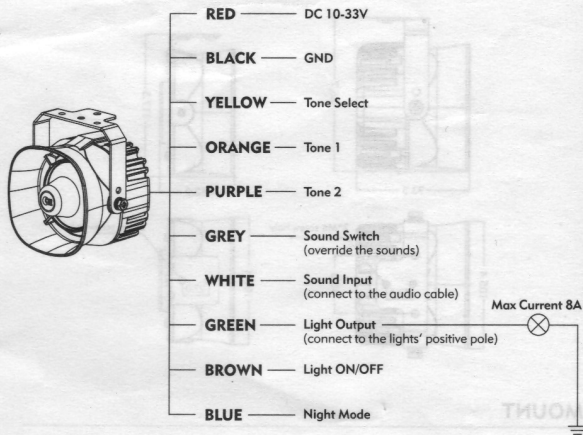 RED DC 10-33V
BLACK GND
YELLOW Tone Select
ORANGE Tone 1
PURPLE Tone 2
GREY Sound Switch
(override the sounds)
WHITE Sound Input
(connect to the audio cable)
Max Current 8A
GREEN Light Output
(connect to the lights' positive pole)
BROWN Light ON/OFF
MOUNT
BLUE Night Mode